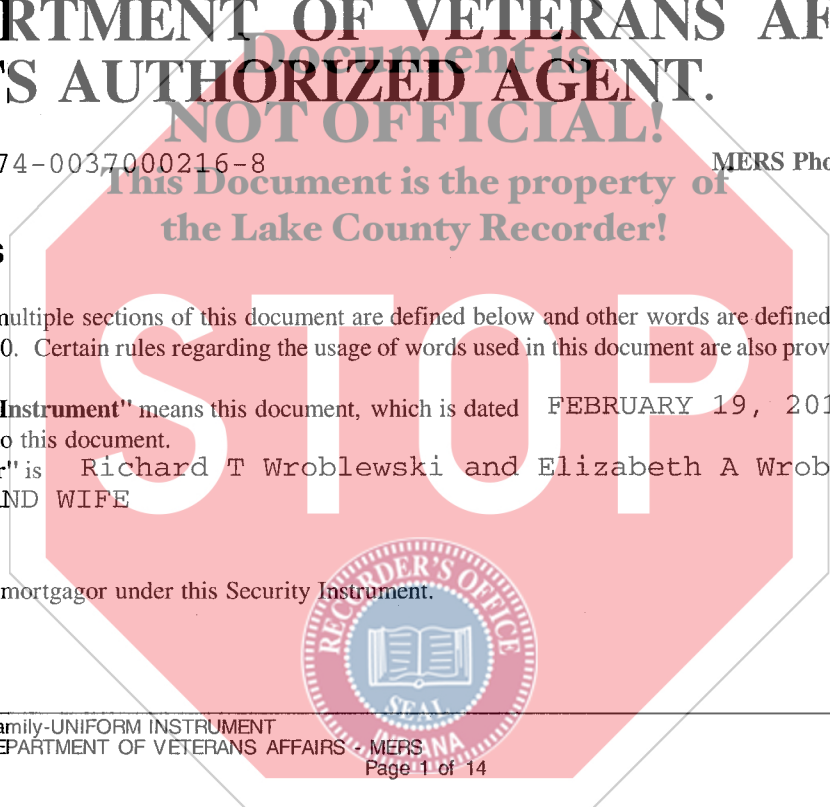 RTMENT OF VETERANS AF
'S AUTHORIZED AGENT.
Document is
NOT OFFICIAL!
This Document is the property of
the Lake County Recorder!
74-0037000216-8 MERS Pho
S
multiple sections of this document are defined below and other words are defined
0. Certain rules regarding the usage of words used in this document are also prov
Instrument" means this document, which is dated FEBRUARY 19, 201
o this document.
r" is Richard T Wroblewski and Elizabeth A Wrob
ND WIFE
STOP
mortgagor under this Security Instrument.
RECORDER'S OFFICE
SEAL
INDIANA
amily-UNIFORM INSTRUMENT
EPARTMENT OF VETERANS AFFAIRS - MERS
Page 1 of 14